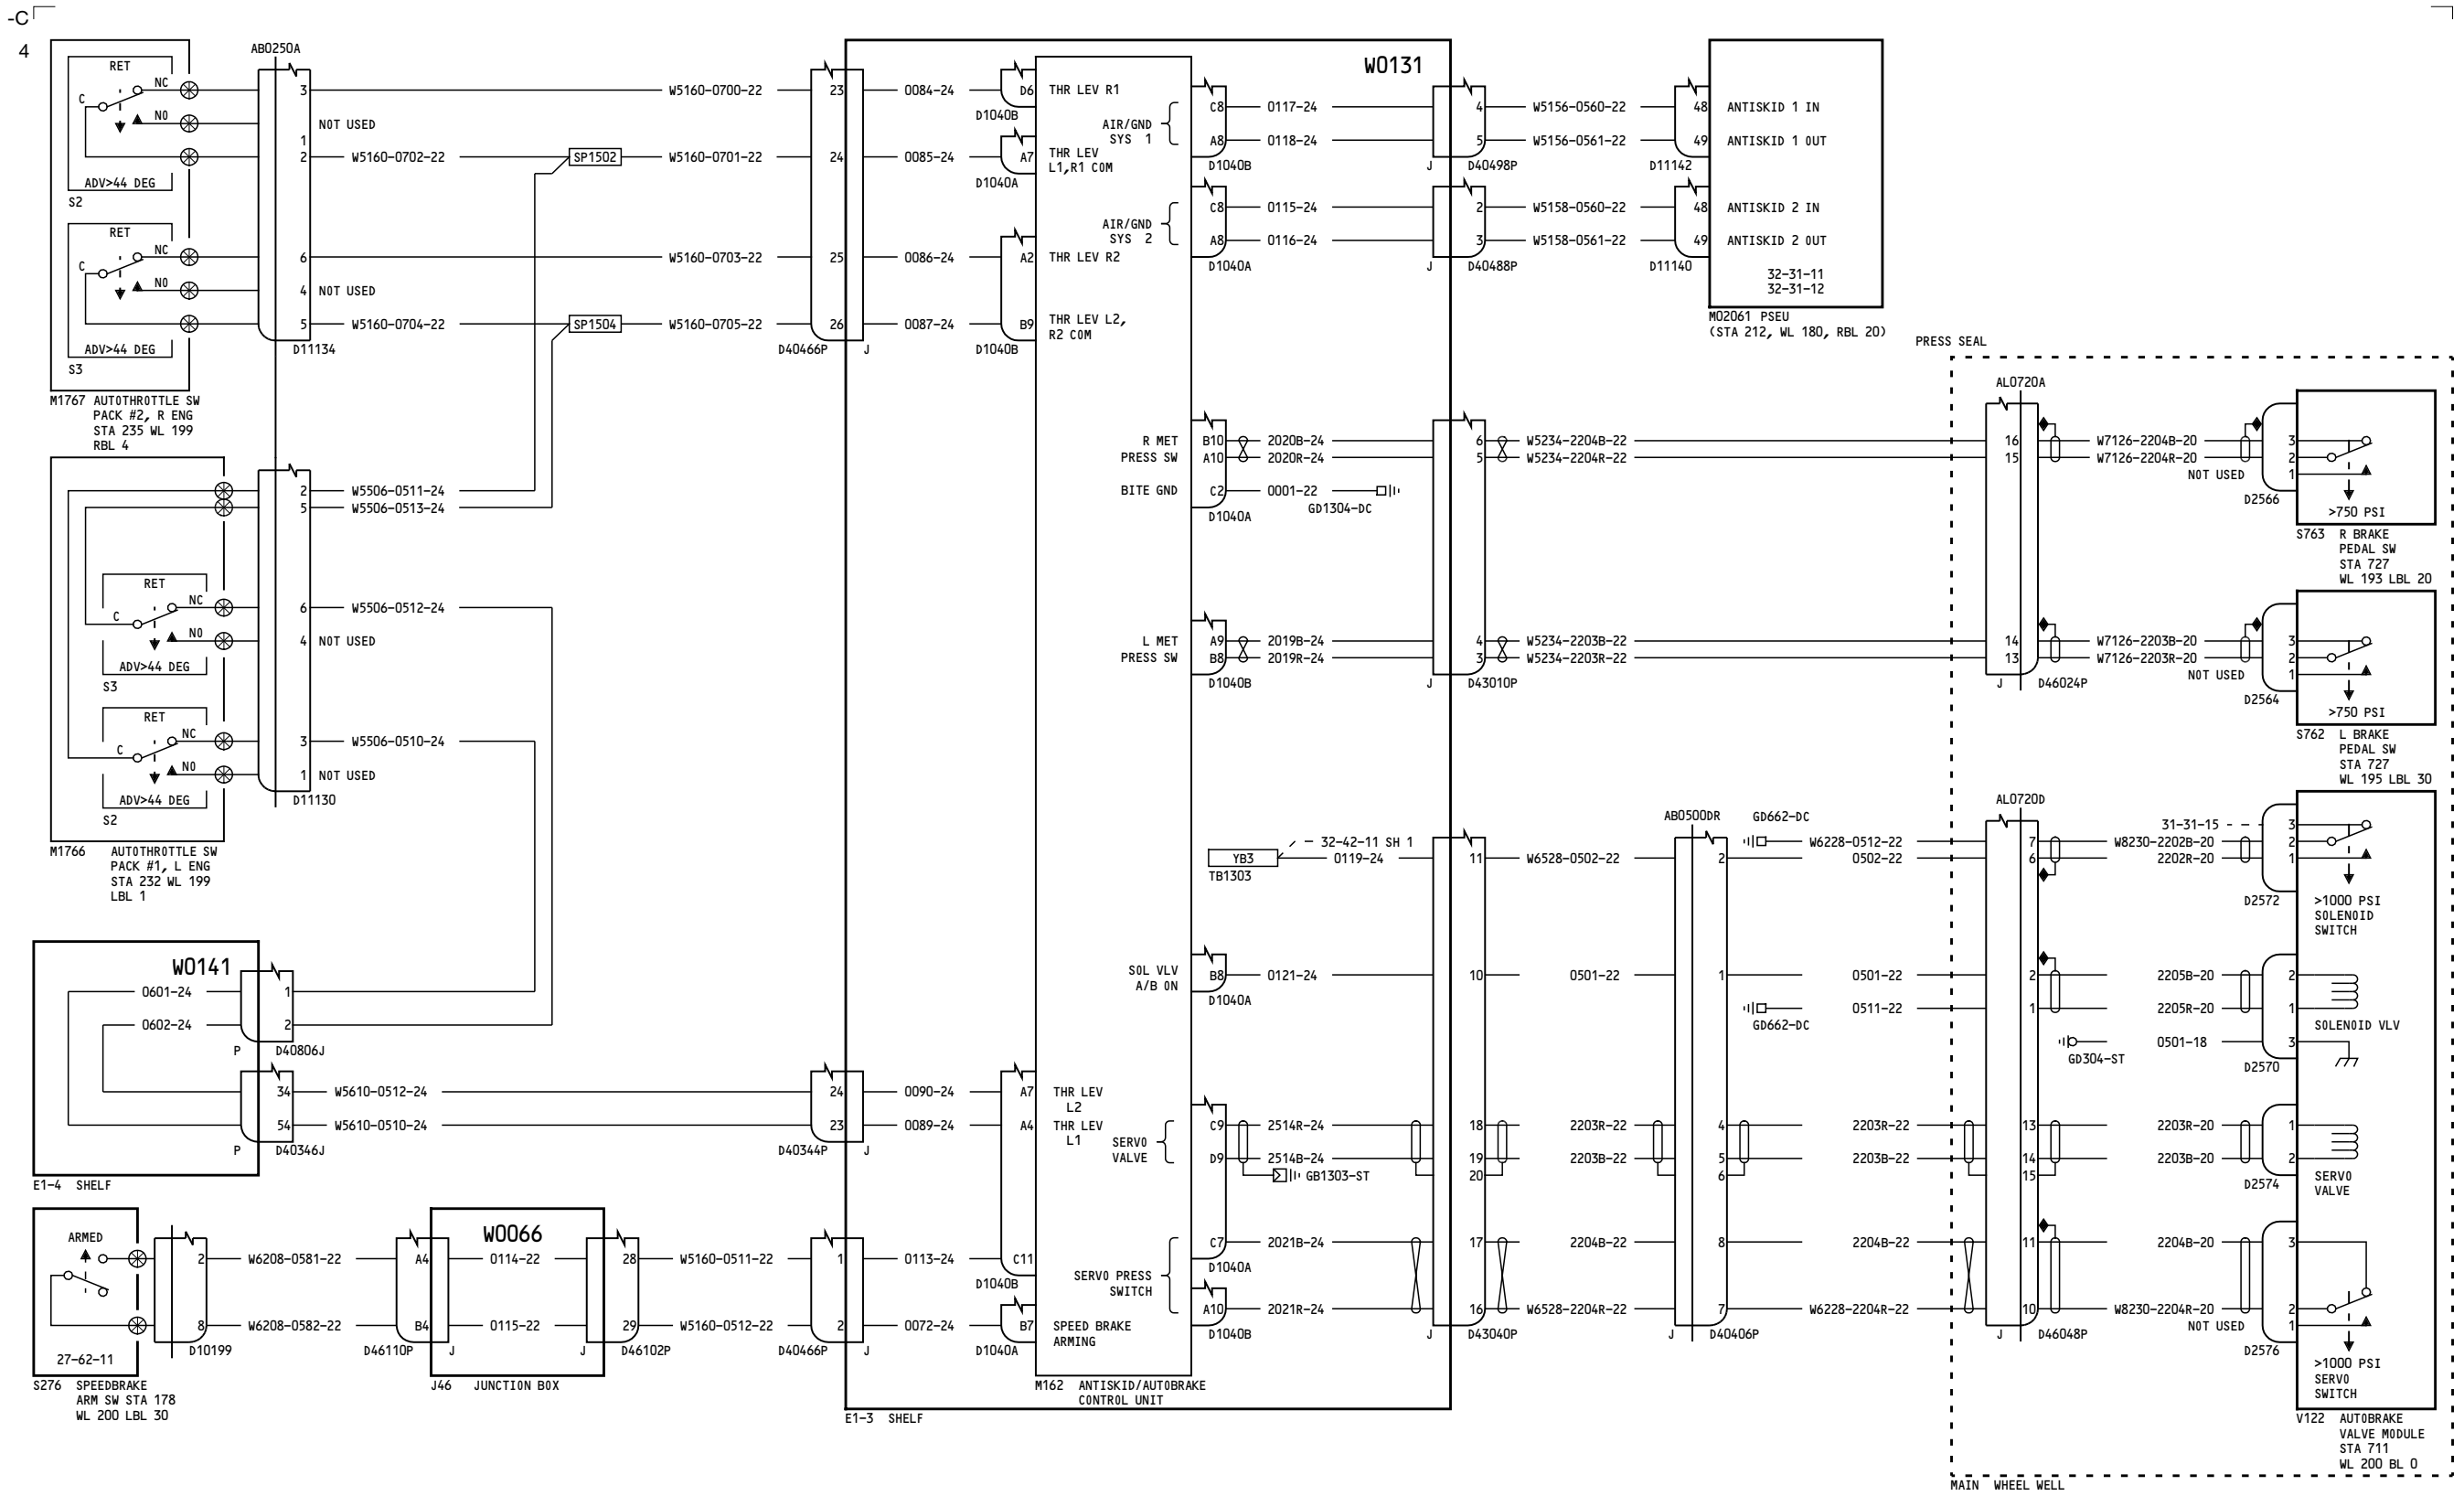 -C
4
RET
C
NC
NO
ADV>44 DEG
S2
RET
C
NC
NO
ADV>44 DEG
S3
M1767 AUTOTHROTTLE SW
PACK #2, R ENG
STA 235 WL 199
RBL 4
AB0250A
3
1
NOT USED
2
6
4 NOT USED
5
D11134
W5160-0700-22
W5160-0702-22
SP1502
W5160-0701-22
W5160-0703-22
W5160-0704-22
SP1504
W5160-0705-22
23
24
25
26
D40466P J
RET
C
NC
NO
ADV>44 DEG
S3
RET
C
NC
NO
ADV>44 DEG
S2
M1766 AUTOTHROTTLE SW
PACK #1, L ENG
STA 232 WL 199
LBL 1
2 W5506-0511-24
5 W5506-0513-24
6 W5506-0512-24
4 NOT USED
3 W5506-0510-24
1 NOT USED
D11130
W0141
0601-24
1
0602-24
2
P D40806J
34 W5610-0512-24
54 W5610-0510-24
P D40346J
E1-4 SHELF
24
23
D40344P J
ARMED
27-62-11
S276 SPEEDBRAKE
ARM SW STA 178
WL 200 LBL 30
2 W6208-0581-22
8 W6208-0582-22
D10199
A4
B4
D46110P J
W0066
0114-22
0115-22
J46 JUNCTION BOX
28 W5160-0511-22
29 W5160-0512-22
J D46102P
1
2
D40466P J
W0131
0084-24 D6 THR LEV R1
D1040B
0085-24 A7 THR LEV
L1,R1 COM
D1040A
0086-24 A2 THR LEV R2
0087-24 B9 THR LEV L2,
R2 COM
D1040B
0090-24 A7 THR LEV
L2
0089-24 A4 THR LEV
L1
0113-24 C11
D1040B
0072-24 B7 SPEED BRAKE
ARMING
D1040A
M162 ANTISKID/AUTOBRAKE
CONTROL UNIT
E1-3 SHELF
AIR/GND
SYS 1
C8 0117-24
A8 0118-24
D1040B
AIR/GND
SYS 2
C8 0115-24
A8 0116-24
D1040A
R MET
PRESS SW
B10 2020B-24
A10 2020R-24
BITE GND C2 0001-22
GD1304-DC
D1040A
L MET
PRESS SW
A9 2019B-24
B8 2019R-24
D1040B
32-42-11 SH 1
YB3 0119-24
TB1303
SOL VLV
A/B ON
B8 0121-24
D1040A
SERVO
VALVE
C9 2514R-24
D9 2514B-24
GB1303-ST
SERVO PRESS
SWITCH
C7 2021B-24
D1040A
A10 2021R-24
D1040B
4 W5156-0560-22
5 W5156-0561-22
J D40498P
2 W5158-0560-22
3 W5158-0561-22
J D40488P
48 ANTISKID 1 IN
49 ANTISKID 1 OUT
D11142
48 ANTISKID 2 IN
49 ANTISKID 2 OUT
D11140
32-31-11
32-31-12
M02061 PSEU
(STA 212, WL 180, RBL 20)
6 W5234-2204B-22
5 W5234-2204R-22
4 W5234-2203B-22
3 W5234-2203R-22
J D43010P
11 W6528-0502-22
10 0501-22
18 2203R-22
19 2203B-22
20
17 2204B-22
16 W6528-2204R-22
J D43040P
AB0500DR
2
1
4
5
6
8
7
J D40406P
GD662-DC
W6228-0512-22
0502-22
0501-22
GD662-DC
0511-22
2203R-22
2203B-22
2204B-22
W6228-2204R-22
PRESS SEAL
AL0720A
16
15
14
13
J D46024P
W7126-2204B-20
W7126-2204R-20
NOT USED
3
2
1
D2566
>750 PSI
S763 R BRAKE
PEDAL SW
STA 727
WL 193 LBL 20
W7126-2203B-20
W7126-2203R-20
NOT USED
3
2
1
D2564
>750 PSI
S762 L BRAKE
PEDAL SW
STA 727
WL 195 LBL 30
AL0720D
7
6
2
1
13
14
15
11
10
J D46048P
31-31-15
W8230-2202B-20
2202R-20
3
2
1
D2572
>1000 PSI
SOLENOID
SWITCH
2205B-20
2205R-20
2
1
SOLENOID VLV
GD304-ST
0501-18
3
D2570
2203R-20
2203B-20
1
2
D2574
SERVO
VALVE
2204B-20
W8230-2204R-20
NOT USED
3
2
1
D2576
>1000 PSI
SERVO
SWITCH
V122 AUTOBRAKE
VALVE MODULE
STA 711
WL 200 BL 0
MAIN WHEEL WELL